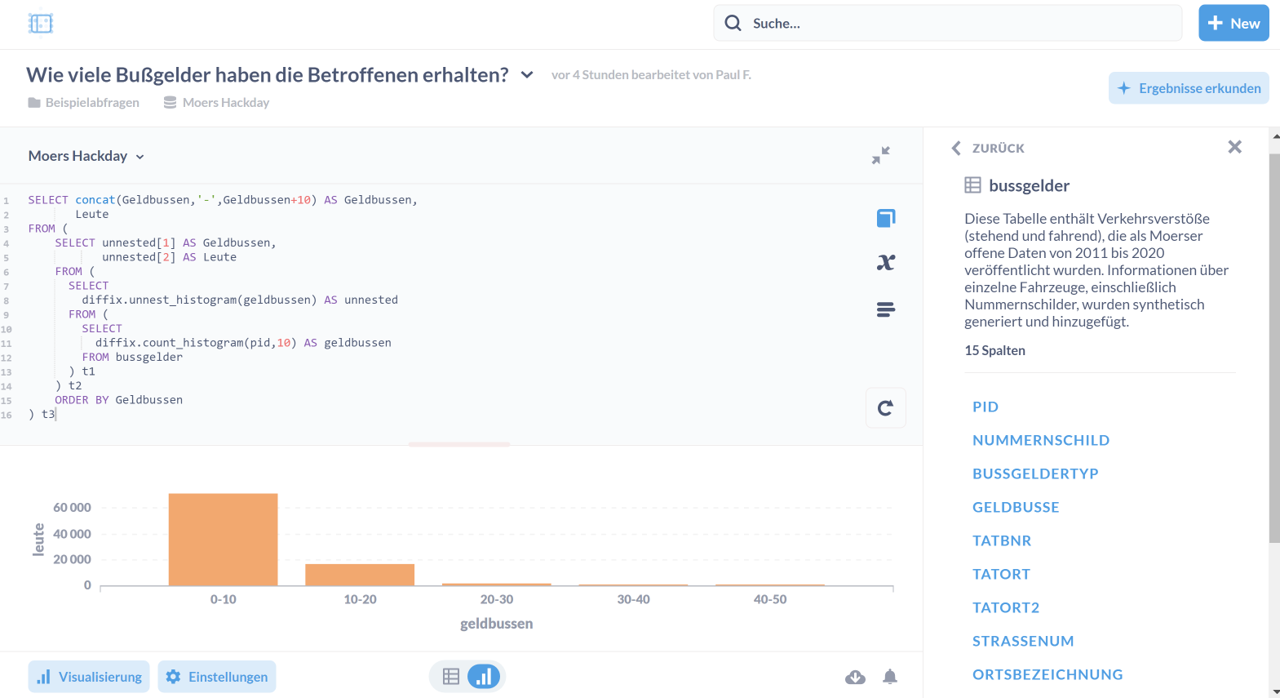 Suche...
New
Wie viele Bußgelder haben die Betroffenen erhalten?
vor 4 Stunden bearbeitet von Paul F.
Beispielabfragen
Moers Hackday
Ergebnisse erkunden
Moers Hackday
1 SELECT concat(Geldbussen,'-',Geldbussen+10) AS Geldbussen,
2 Leute
3 FROM (
4 SELECT unnested[1] AS Geldbussen,
5 unnested[2] AS Leute
6 FROM (
7 SELECT
8 diffix.unnest_histogram(geldbussen) AS unnested
9 FROM (
10 SELECT
11 diffix.count_histogram(pid,10) AS geldbussen
12 FROM bussgelder
13 ) t1
14 ) t2
15 ORDER BY Geldbussen
16 ) t3
60 000
40 000
20 000
0
leute
0-10
10-20
20-30
30-40
40-50
geldbussen
Visualisierung
Einstellungen
ZURÜCK
bussgelder
Diese Tabelle enthält Verkehrsverstöße
(stehend und fahrend), die als Moerser
offene Daten von 2011 bis 2020
veröffentlicht wurden. Informationen über
einzelne Fahrzeuge, einschließlich
Nummernschilder, wurden synthetisch
generiert und hinzugefügt.
15 Spalten
PID
NUMMERNSCHILD
BUSSGELDERTYP
GELDBUSSE
TATBNR
TATORT
TATORT2
STRASSENUM
ORTSBEZEICHNUNG